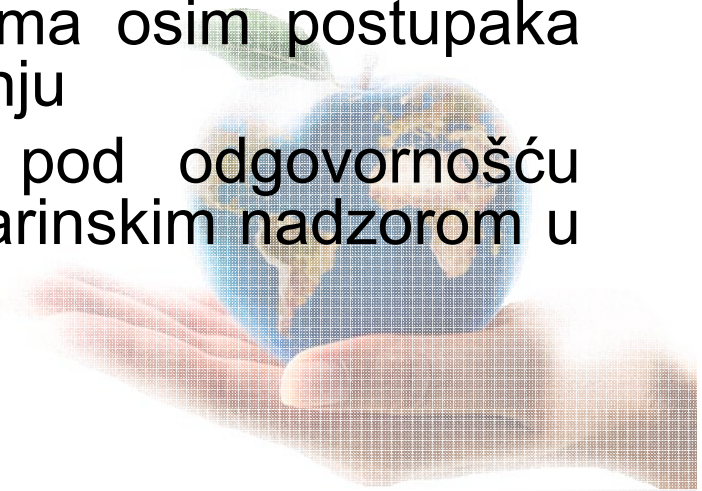 ma osim postupaka
nju
pod odgovornošću
arinskim nadzorom u